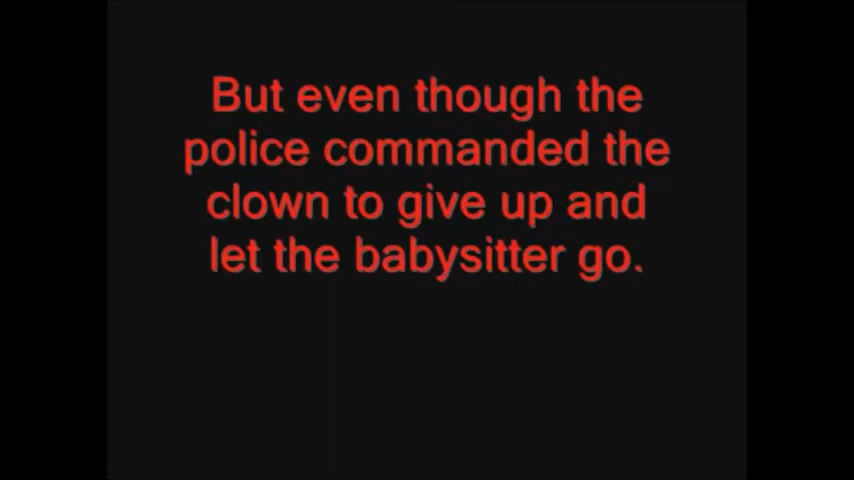 But even though the
police commanded the
clown to give up and
let the babysitter go.